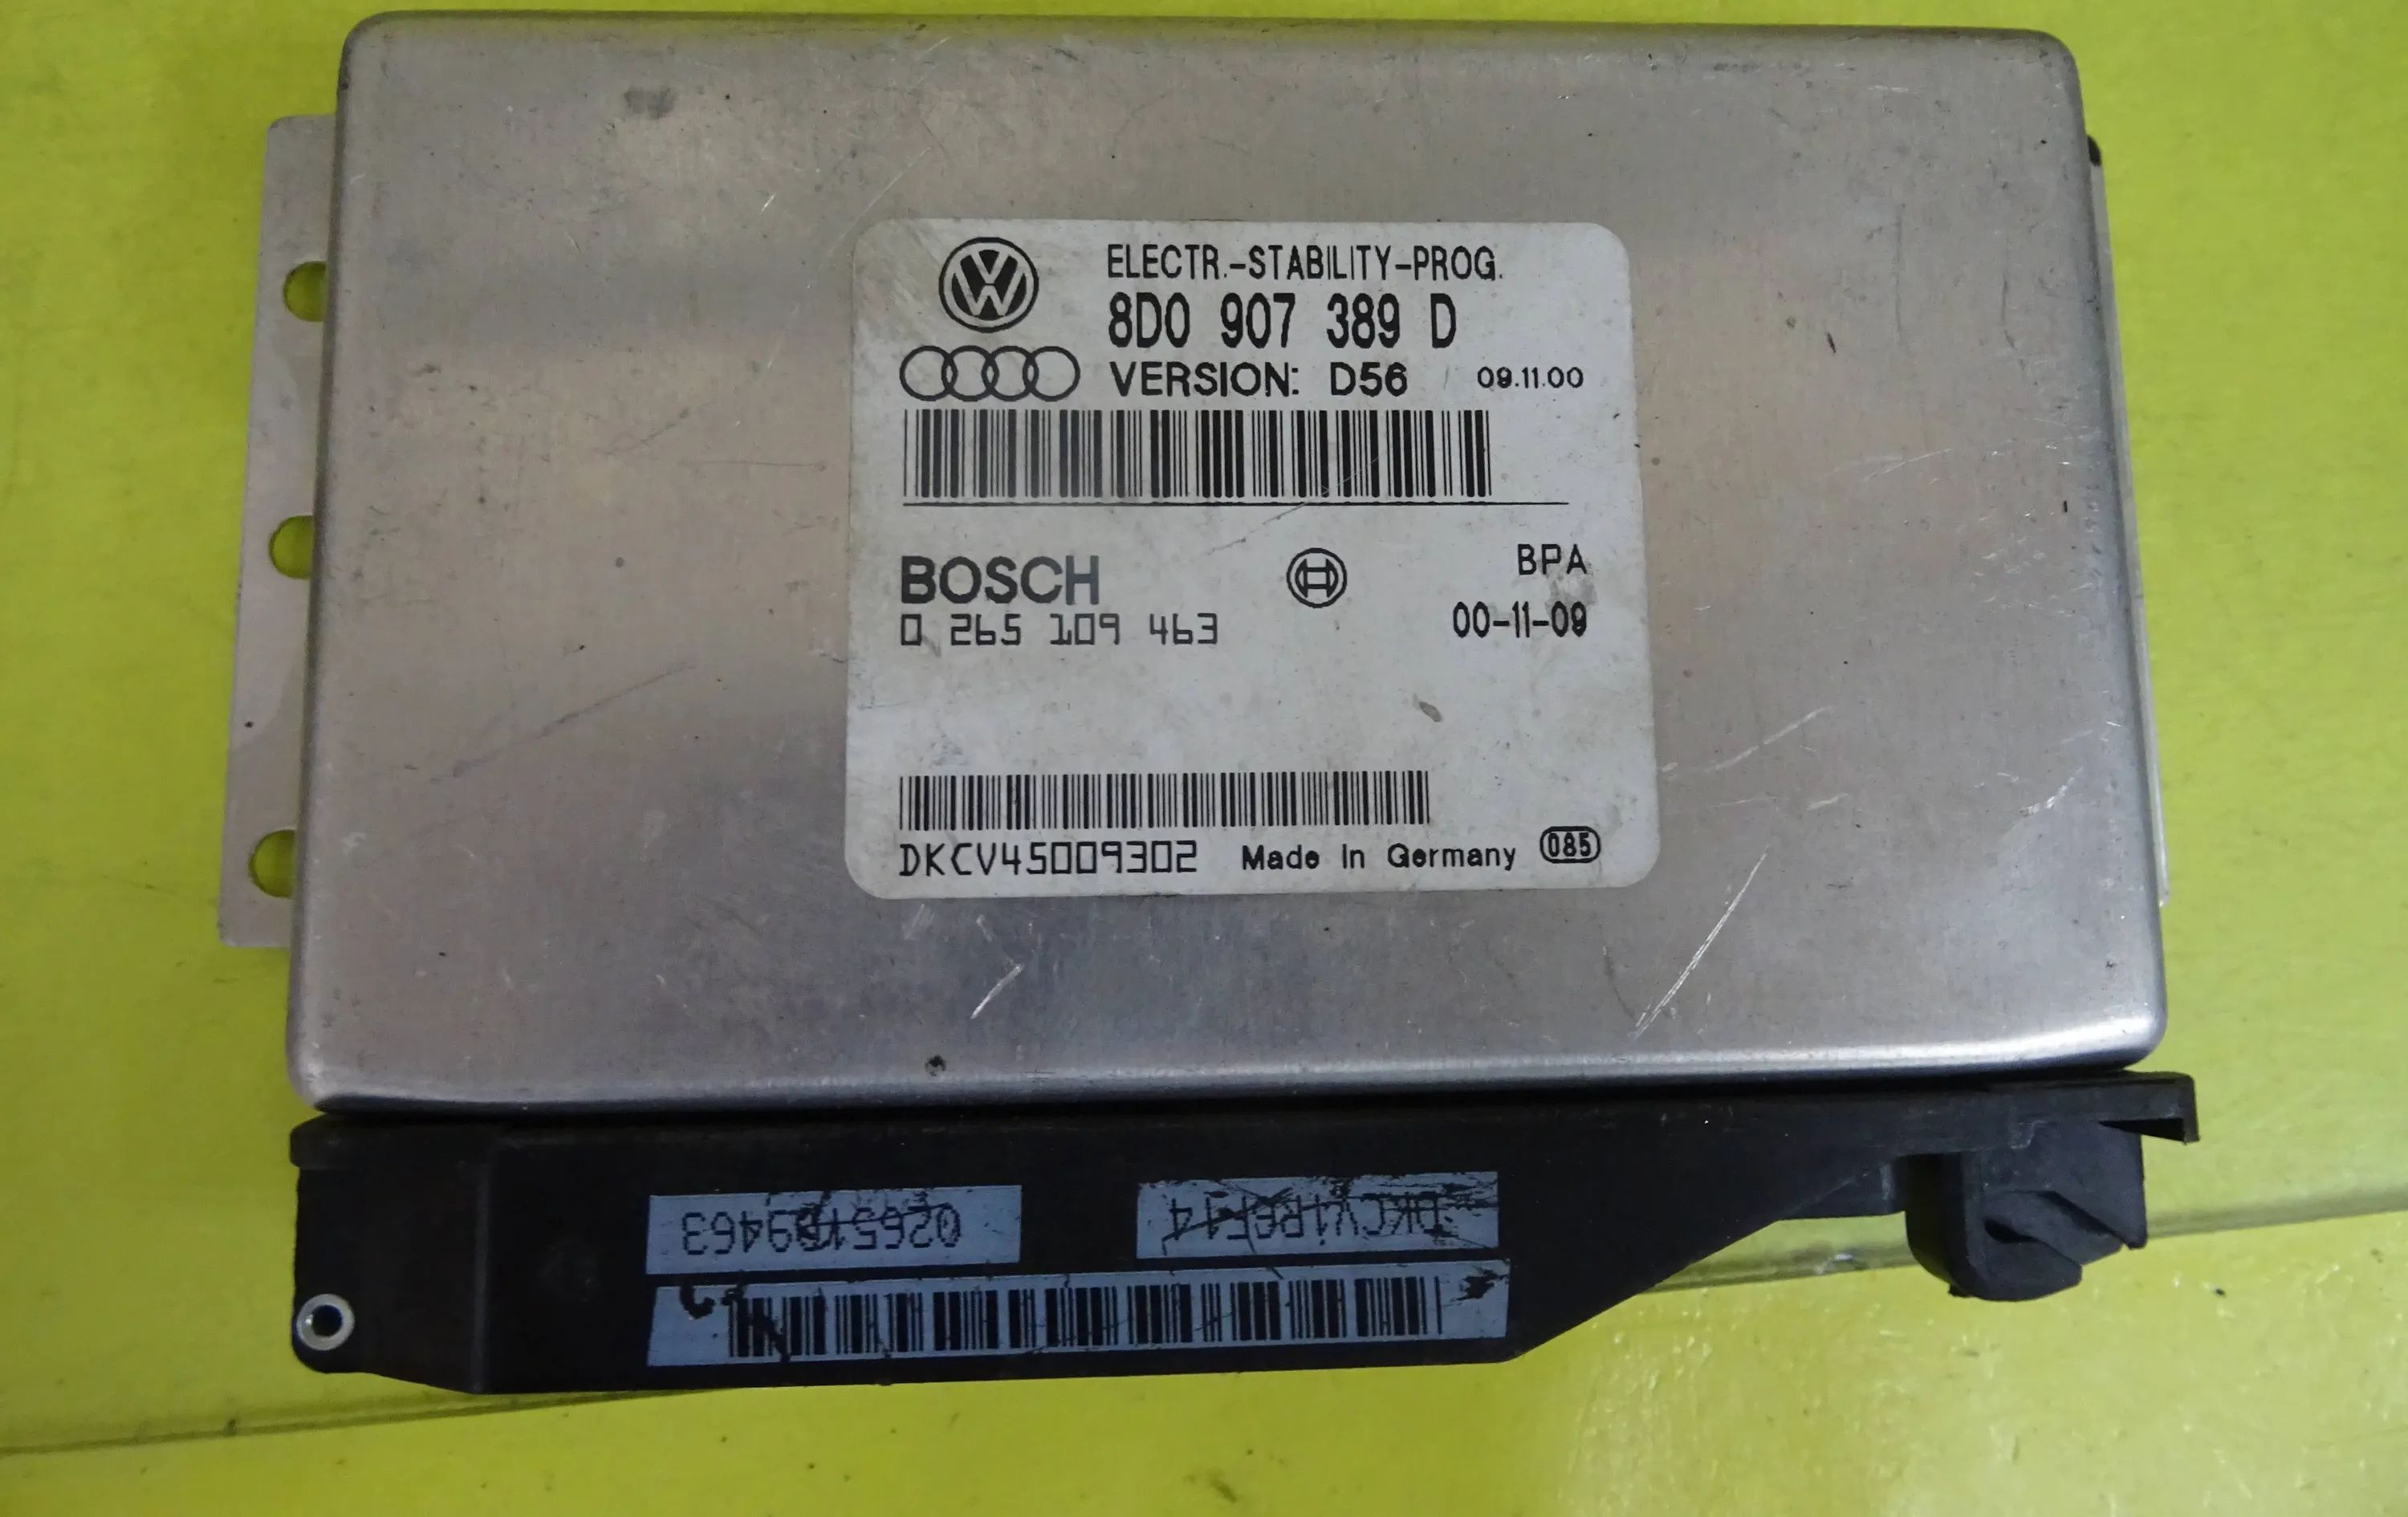 ELECTR.-STABILITY-PROG.
8D0 907 389 D
VERSION: D56 09.11.00
BOSCH BPA
0 265 109 463 00-11-09
DKCV45009302 Made In Germany 085
0265109463